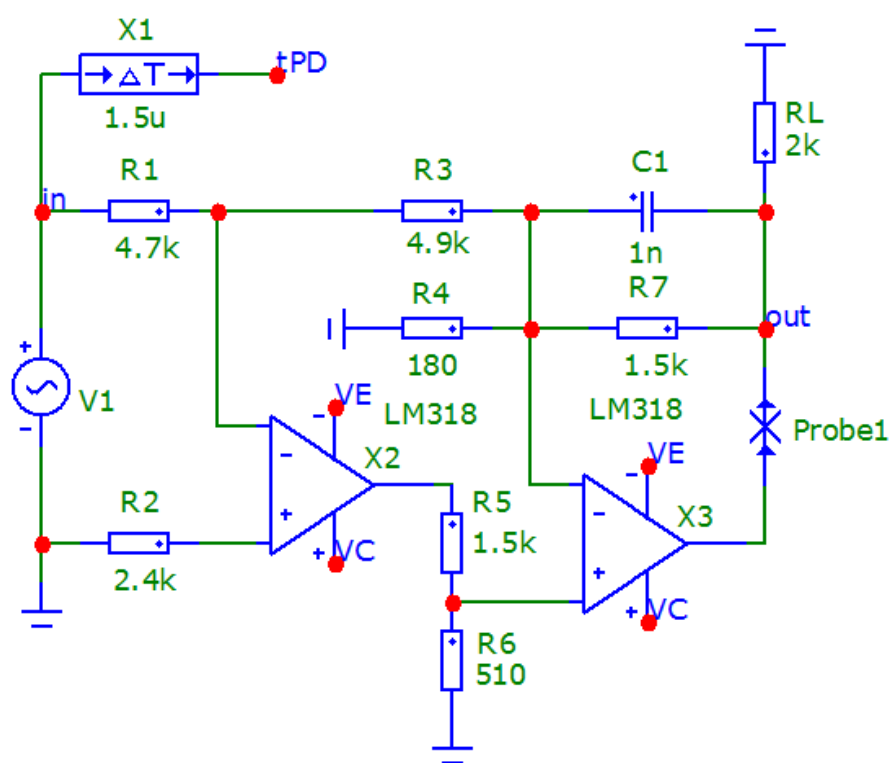 X1
tPD
1.5u
RL
2k
R1
R3
C1
in
4.7k
4.9k
1n
R4
R7
out
180
1.5k
VE
LM318
LM318
V1
Probe1
X2
VE
R2
R5
X3
1.5k
VC
2.4k
VC
R6
510